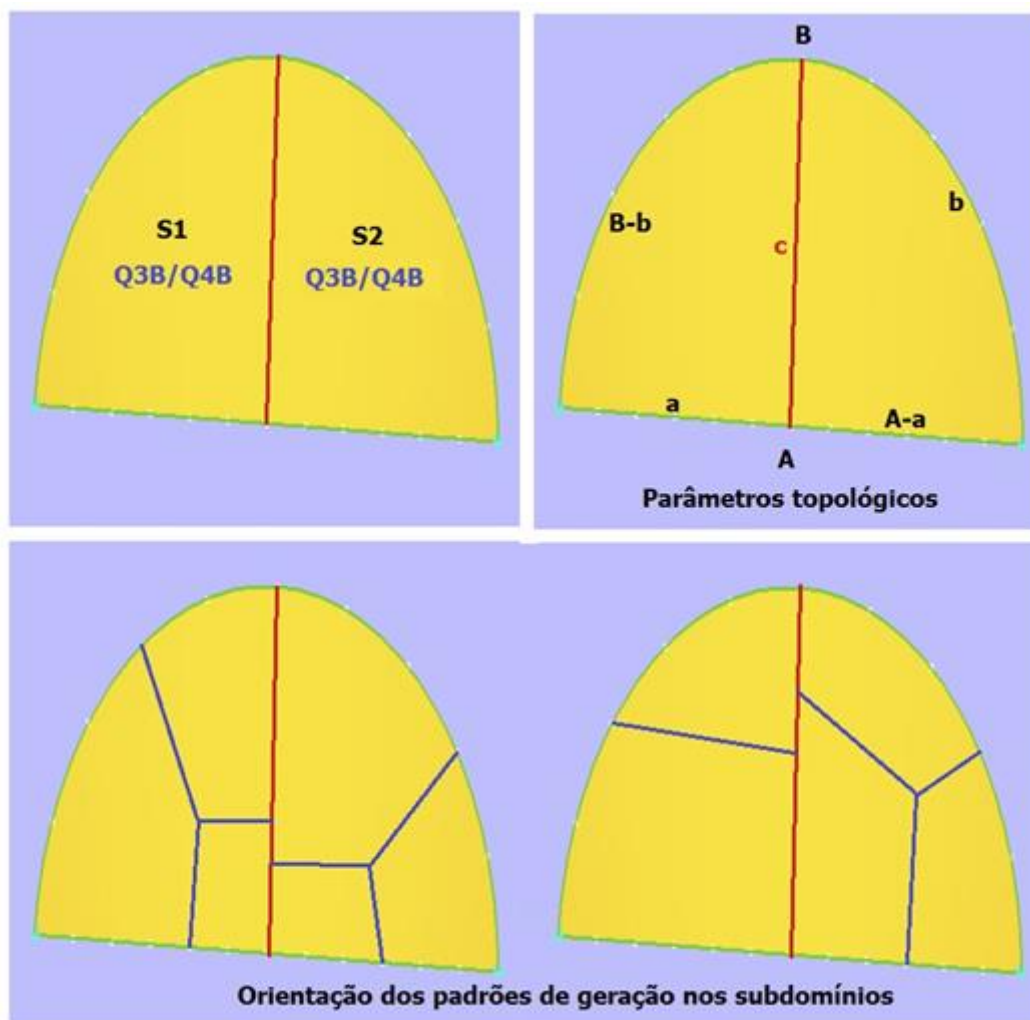 S1
Q3B/Q4B
S2
Q3B/Q4B
B
B-b
b
c
a
A-a
A
Parâmetros topológicos
Orientação dos padrões de geração nos subdomínios